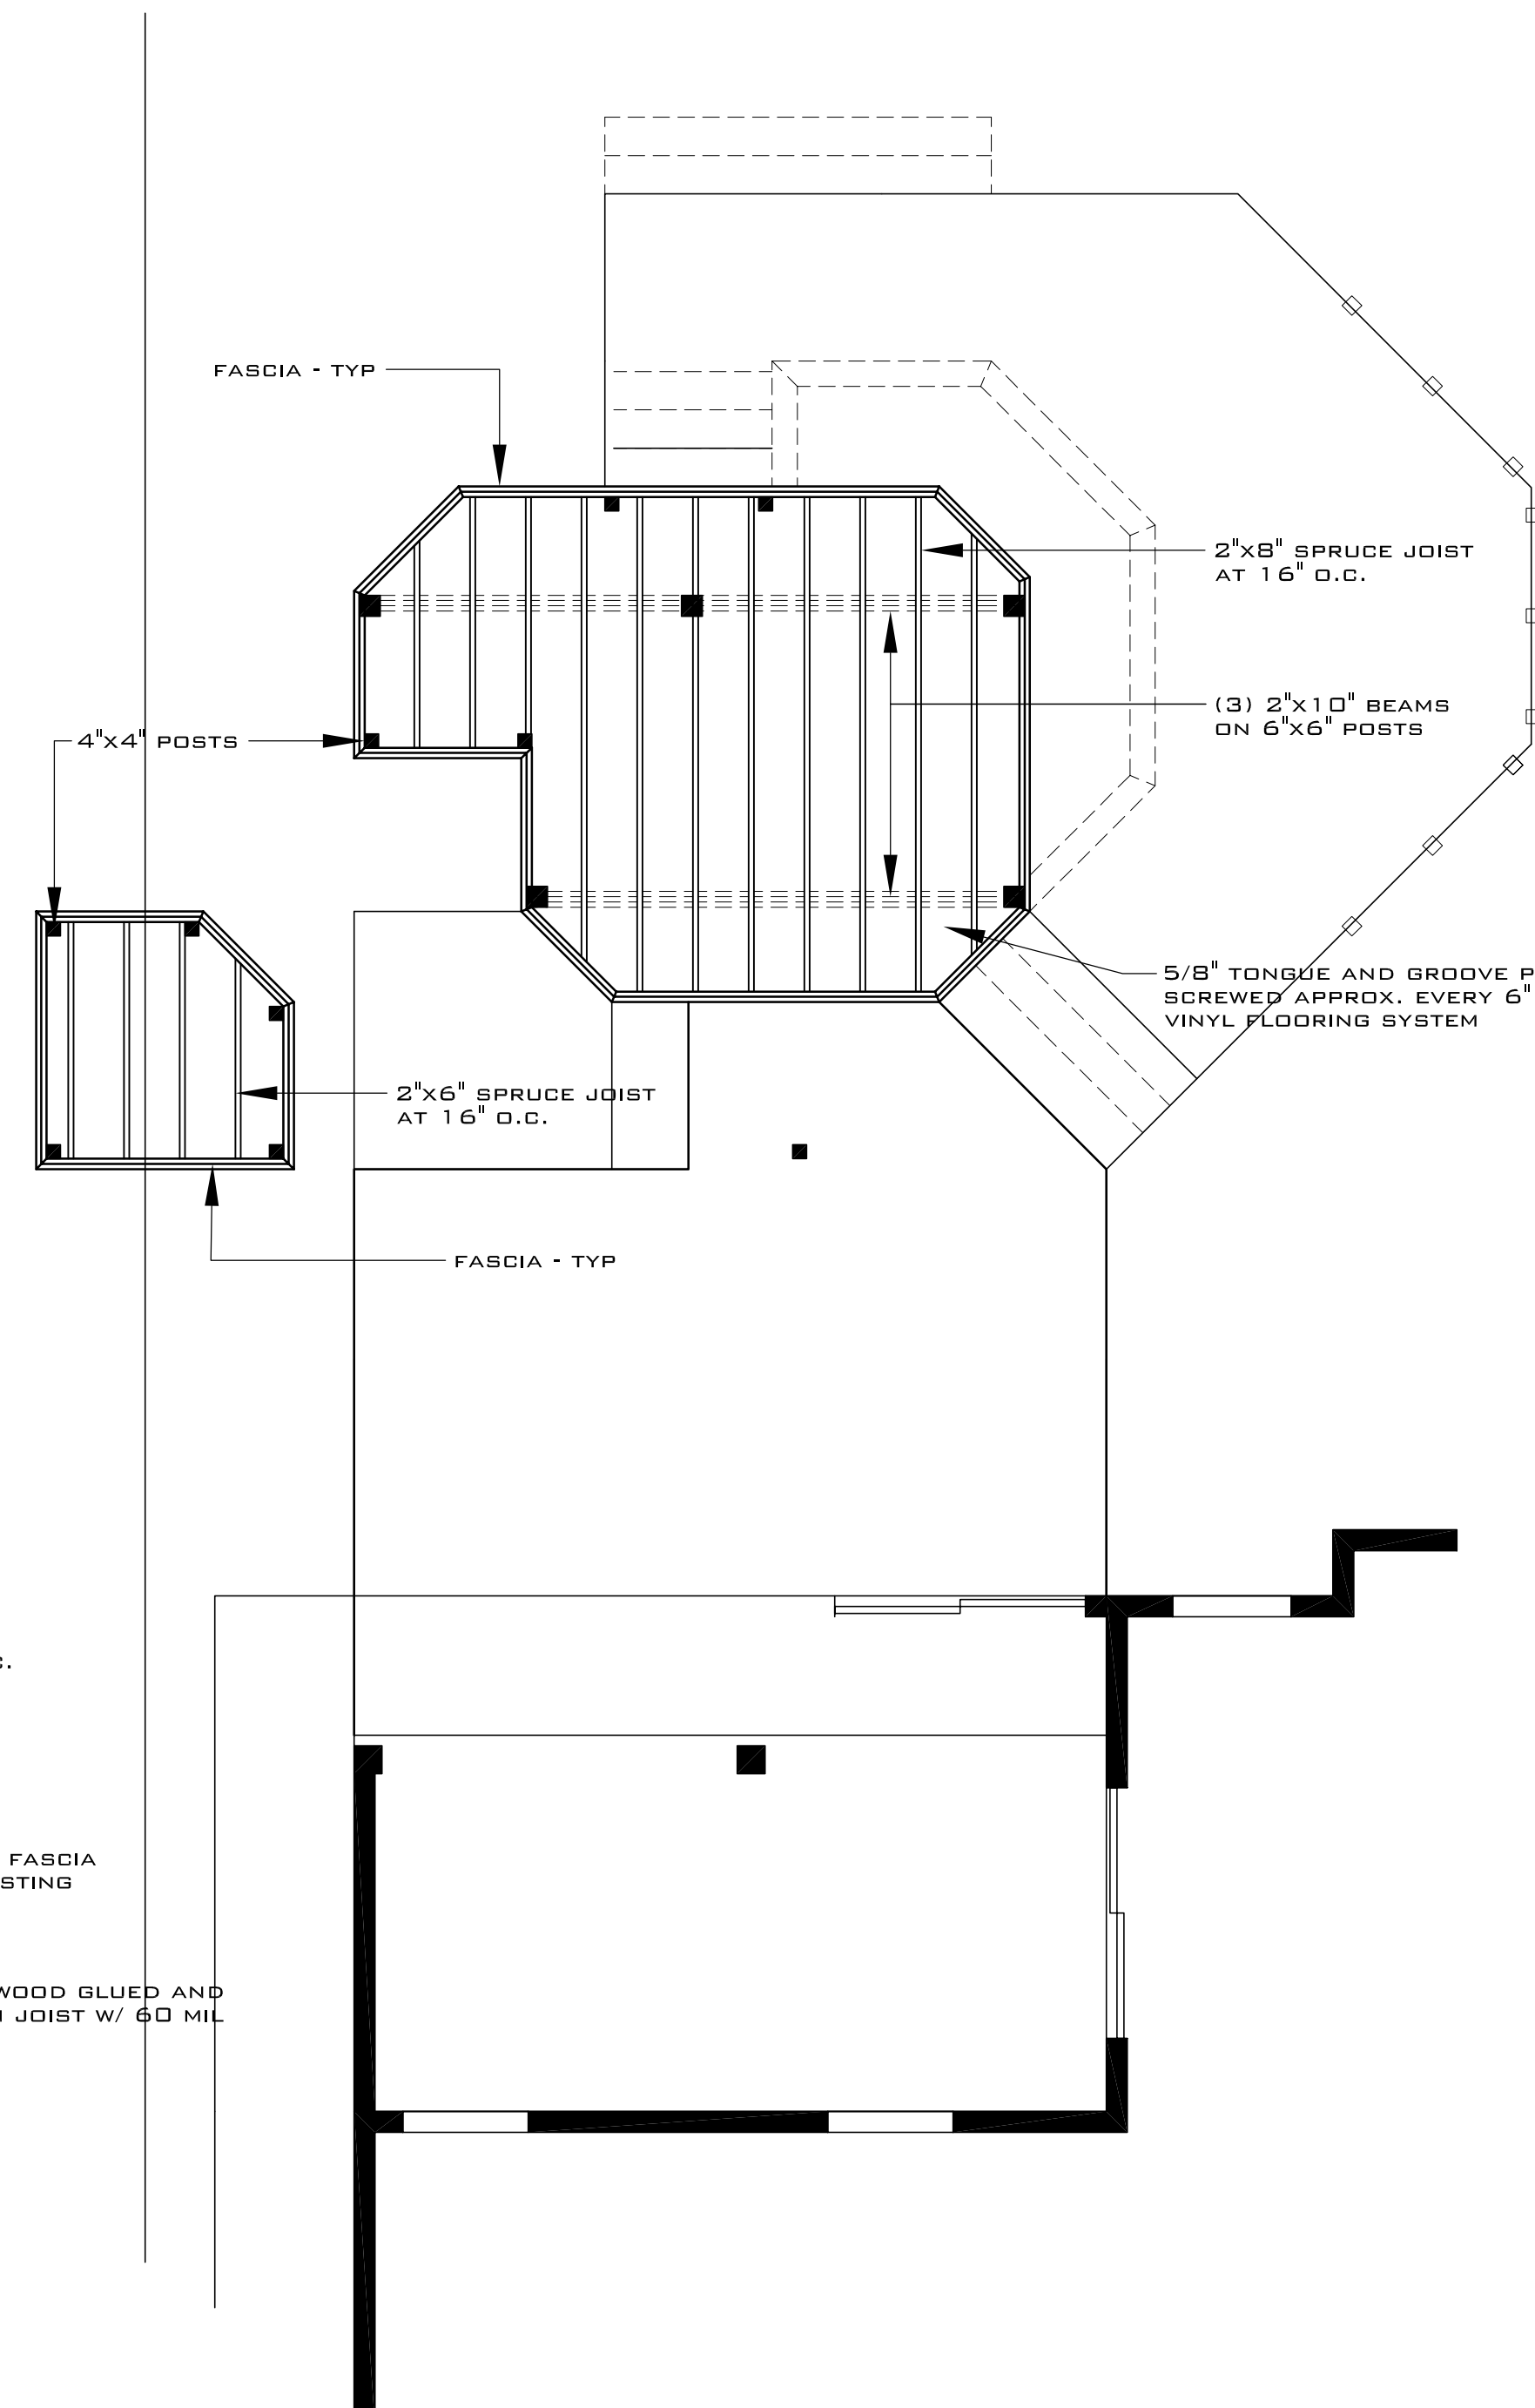 FASCIA - TYP
2"x8" SPRUCE JOIST
AT 16" O.C.
(3) 2"x10" BEAMS
ON 6"x6" POSTS
4"x4" POSTS
5/8" TONGUE AND GROOVE P
SCREWED APPROX. EVERY 6"
VINYL FLOORING SYSTEM
2"x6" SPRUCE JOIST
AT 16" O.C.
FASCIA - TYP
C.
FASCIA
STING
WOOD GLUED AND
JOIST W/ 60 MIL